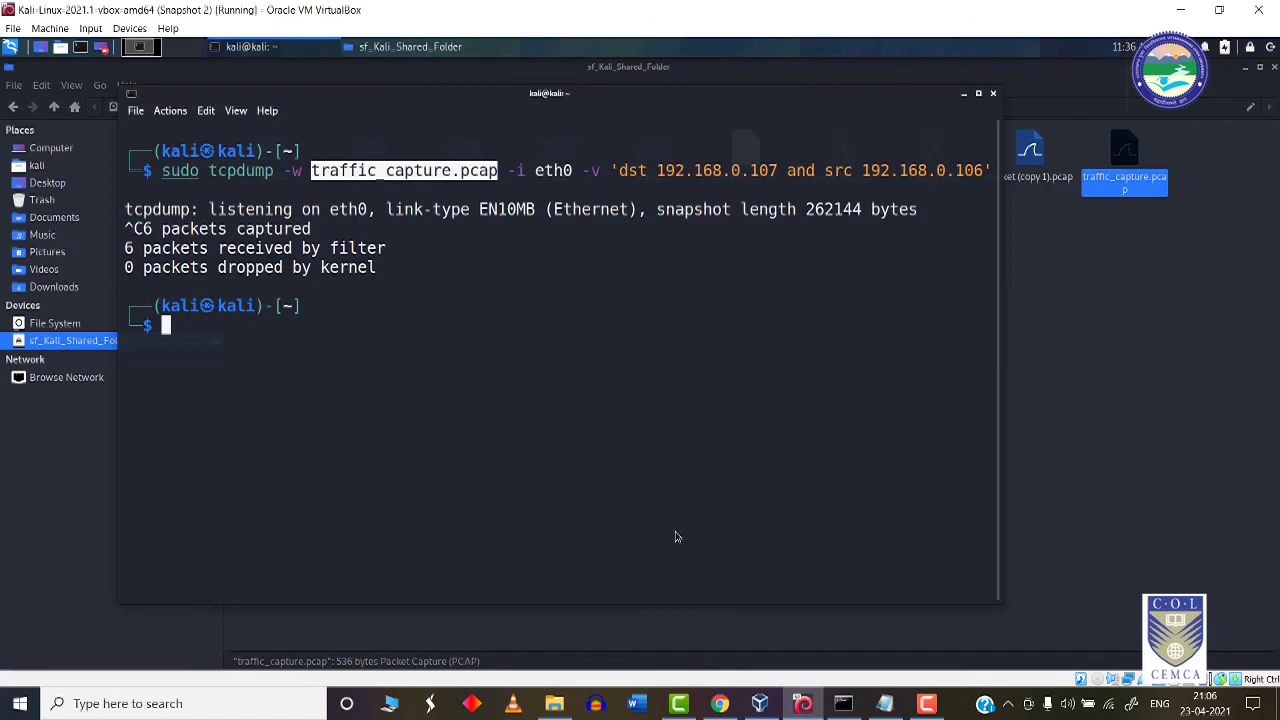 Kali-Linux-2021.1-vbox-amd64 (Snapshot 2) [Running] - Oracle VM VirtualBox
File Machine Input Devices Help
kali@kali: ~
sf_Kali_Shared_Folder
11:36
sf_Kali_Shared_Folder
File Edit View Go
kali@kali: ~
File Actions Edit View Help
Places
Computer
kali
Desktop
Trash
Documents
Music
Pictures
Videos
Downloads
Devices
File System
sf_Kali_Shared_Fol
Network
Browse Network
(kali㉿kali)-[~]
$ sudo tcpdump -w traffic_capture.pcap -i eth0 -v 'dst 192.168.0.107 and src 192.168.0.106'
tcpdump: listening on eth0, link-type EN10MB (Ethernet), snapshot length 262144 bytes
^C6 packets captured
6 packets received by filter
0 packets dropped by kernel
(kali㉿kali)-[~]
$
ket (copy 1).pcap
traffic_capture.pca
p
"traffic_capture.pcap": 536 bytes Packet Capture (PCAP)
C·O·L
CEMCA
Right Ctrl
Type here to search
ENG
21:06
23-04-2021